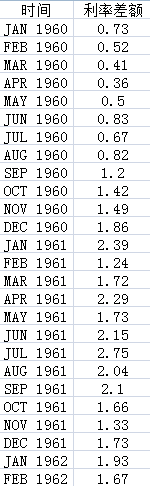 时间 利率差额
JAN 1960 0.73
FEB 1960 0.52
MAR 1960 0.41
APR 1960 0.36
MAY 1960 0.5
JUN 1960 0.83
JUL 1960 0.67
AUG 1960 0.82
SEP 1960 1.2
OCT 1960 1.42
NOV 1960 1.49
DEC 1960 1.86
JAN 1961 2.39
FEB 1961 1.24
MAR 1961 1.72
APR 1961 2.29
MAY 1961 1.73
JUN 1961 2.15
JUL 1961 2.75
AUG 1961 2.04
SEP 1961 2.1
OCT 1961 1.66
NOV 1961 1.33
DEC 1961 1.73
JAN 1962 1.93
FEB 1962 1.67